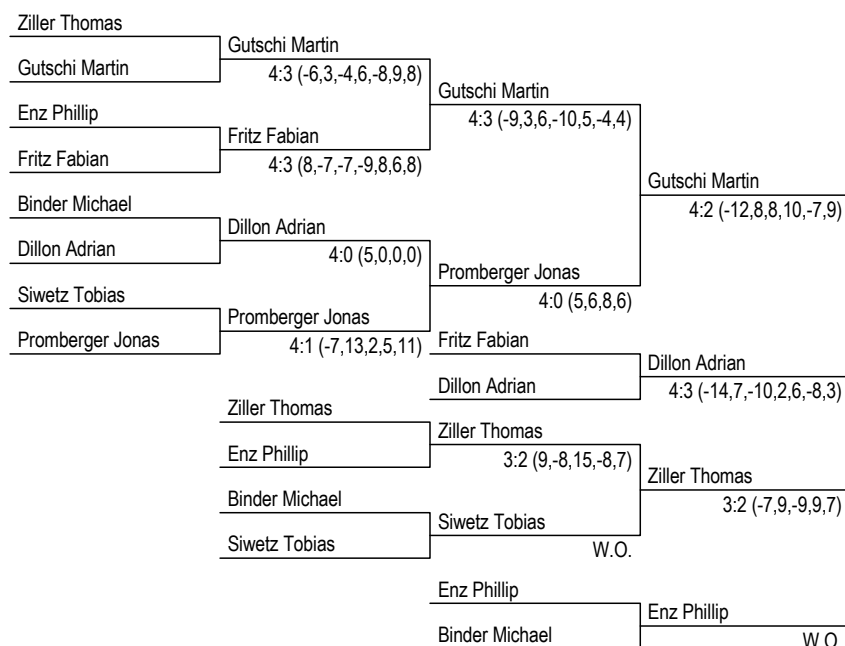 Ziller Thomas
Gutschi Martin
Gutschi Martin
4:3 (-6,3,-4,6,-8,9,8)
Gutschi Martin
4:3 (-9,3,6,-10,5,-4,4)
Enz Phillip
Fritz Fabian
Fritz Fabian
4:3 (8,-7,-7,-9,8,6,8)
Gutschi Martin
4:2 (-12,8,8,10,-7,9)
Binder Michael
Dillon Adrian
Dillon Adrian
4:0 (5,0,0,0)
Promberger Jonas
4:0 (5,6,8,6)
Siwetz Tobias
Promberger Jonas
Promberger Jonas
4:1 (-7,13,2,5,11)
Fritz Fabian
Dillon Adrian
Dillon Adrian
4:3 (-14,7,-10,2,6,-8,3)
Ziller Thomas
Enz Phillip
Ziller Thomas
3:2 (9,-8,15,-8,7)
Ziller Thomas
3:2 (-7,9,-9,9,7)
Binder Michael
Siwetz Tobias
Siwetz Tobias
W.O.
Enz Phillip
Binder Michael
Enz Phillip
W.O.